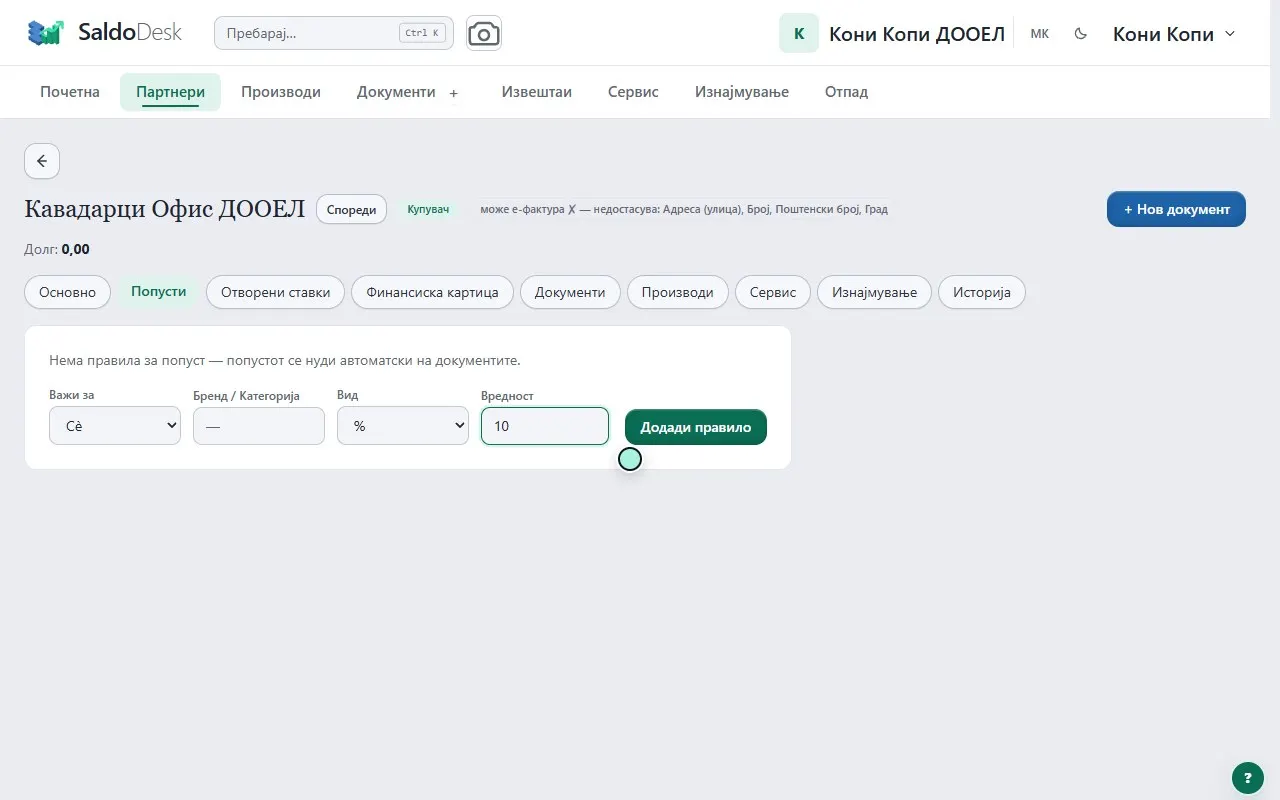 SaldoDesk
Пребарај...
Ctrl K
К
Кони Копи ДООЕЛ
МК
Кони Копи
Почетна
Партнери
Производи
Документи +
Извештаи
Сервис
Изнајмување
Отпад
Кавадарци Офис ДООЕЛ
Спореди
Купувач
може е-фактура ✗ — недостасува: Адреса (улица), Број, Поштенски број, Град
+ Нов документ
Долг: 0,00
Основно
Попусти
Отворени ставки
Финансиска картица
Документи
Производи
Сервис
Изнајмување
Историја
Нема правила за попуст — попустот се нуди автоматски на документите.
Важи за
Бренд / Категорија
Вид
Вредност
Сѐ
—
%
10
Додади правило
?